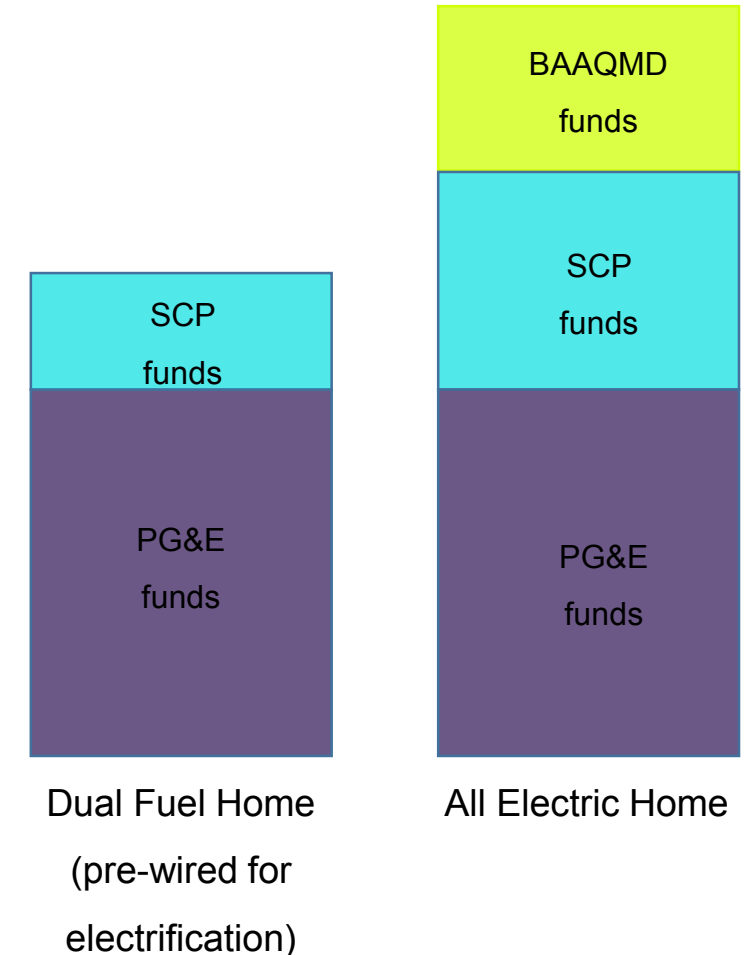 BAAQMD
funds
SCP
funds
SCP
funds
PG&E
funds
PG&E
funds
Dual Fuel Home
(pre-wired for
electrification)
All Electric Home